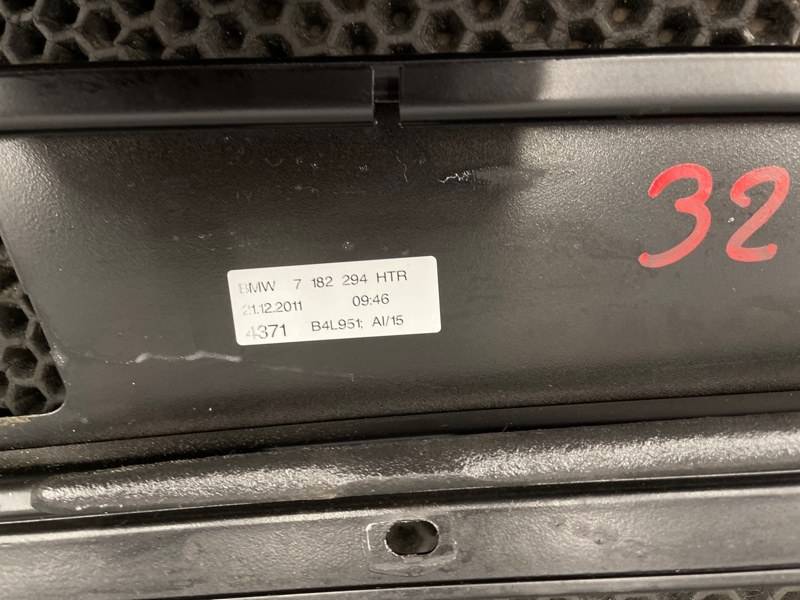 32
BMW 7 182 294 HTR
21.12.2011 09:46
4371 B4L951; AI/15